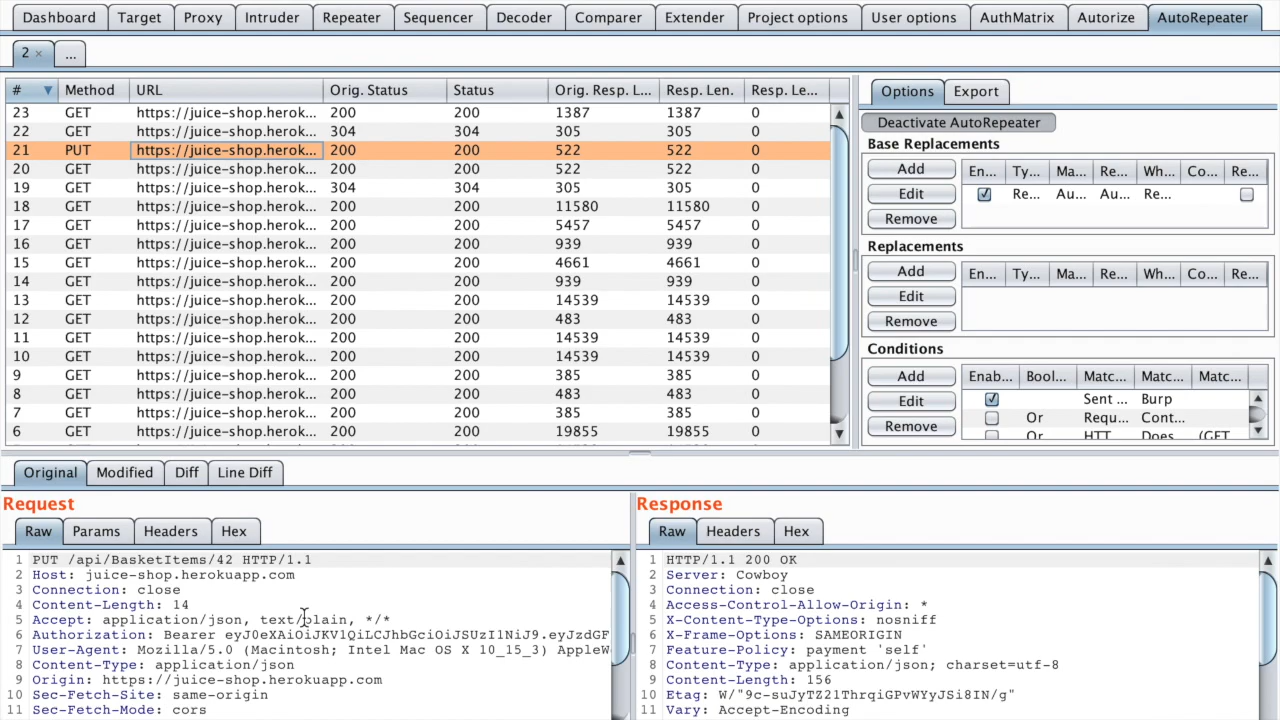 Dashboard Target Proxy Intruder Repeater Sequencer Decoder Comparer Extender Project options User options AuthMatrix Autorize AutoRepeater
2 × ...
# Method URL Orig. Status Status Orig. Resp. L... Resp. Len. Resp. Le...
23 GET https://juice-shop.herok... 200 200 1387 1387 0
22 GET https://juice-shop.herok... 304 304 305 305 0
21 PUT https://juice-shop.herok... 200 200 522 522 0
20 GET https://juice-shop.herok... 200 200 522 522 0
19 GET https://juice-shop.herok... 304 304 305 305 0
18 GET https://juice-shop.herok... 200 200 11580 11580 0
17 GET https://juice-shop.herok... 200 200 5457 5457 0
16 GET https://juice-shop.herok... 200 200 939 939 0
15 GET https://juice-shop.herok... 200 200 4661 4661 0
14 GET https://juice-shop.herok... 200 200 939 939 0
13 GET https://juice-shop.herok... 200 200 14539 14539 0
12 GET https://juice-shop.herok... 200 200 483 483 0
11 GET https://juice-shop.herok... 200 200 14539 14539 0
10 GET https://juice-shop.herok... 200 200 14539 14539 0
9 GET https://juice-shop.herok... 200 200 385 385 0
8 GET https://juice-shop.herok... 200 200 385 385 0
7 GET https://juice-shop.herok... 200 200 385 385 0
6 GET https://juice-shop.herok... 200 200 19855 19855 0
Options Export
Deactivate AutoRepeater
Base Replacements
Add En... Ty... Ma... Re... Wh... Co... Re...
Edit Re... Au... Au... Re...
Remove
Replacements
Add En... Ty... Ma... Re... Wh... Co... Re...
Edit
Remove
Conditions
Add Enab... Bool... Matc... Matc... Matc...
Sent ... Burp
Edit Or Requ... Cont...
Remove Or HTT Does (GET
Original Modified Diff Line Diff
Request
Raw Params Headers Hex
1 PUT /api/BasketItems/42 HTTP/1.1
2 Host: juice-shop.herokuapp.com
3 Connection: close
4 Content-Length: 14
5 Accept: application/json, text/plain, */*
6 Authorization: Bearer eyJ0eXAiOiJKV1QiLCJhbGciOiJSUzI1NiJ9.eyJzdGF
7 User-Agent: Mozilla/5.0 (Macintosh; Intel Mac OS X 10_15_3) AppleW
8 Content-Type: application/json
9 Origin: https://juice-shop.herokuapp.com
10 Sec-Fetch-Site: same-origin
11 Sec-Fetch-Mode: cors
Response
Raw Headers Hex
1 HTTP/1.1 200 OK
2 Server: Cowboy
3 Connection: close
4 Access-Control-Allow-Origin: *
5 X-Content-Type-Options: nosniff
6 X-Frame-Options: SAMEORIGIN
7 Feature-Policy: payment 'self'
8 Content-Type: application/json; charset=utf-8
9 Content-Length: 156
10 Etag: W/"9c-suJyTZ21ThrqiGPvWYyJSi8IN/g"
11 Vary: Accept-Encoding